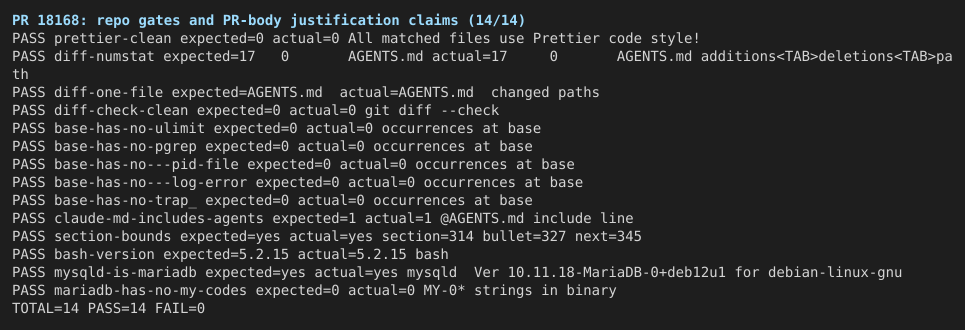 PR 18168: repo gates and PR-body justification claims (14/14)
PASS prettier-clean expected=0 actual=0 All matched files use Prettier code style!
PASS diff-numstat expected=17   0       AGENTS.md actual=17     0       AGENTS.md additions<TAB>deletions<TAB>pa
th
PASS diff-one-file expected=AGENTS.md  actual=AGENTS.md  changed paths
PASS diff-check-clean expected=0 actual=0 git diff --check
PASS base-has-no-ulimit expected=0 actual=0 occurrences at base
PASS base-has-no-pgrep expected=0 actual=0 occurrences at base
PASS base-has-no---pid-file expected=0 actual=0 occurrences at base
PASS base-has-no---log-error expected=0 actual=0 occurrences at base
PASS base-has-no-trap_ expected=0 actual=0 occurrences at base
PASS claude-md-includes-agents expected=1 actual=1 @AGENTS.md include line
PASS section-bounds expected=yes actual=yes section=314 bullet=327 next=345
PASS bash-version expected=5.2.15 actual=5.2.15 bash
PASS mysqld-is-mariadb expected=yes actual=yes mysqld  Ver 10.11.18-MariaDB-0+deb12u1 for debian-linux-gnu
PASS mariadb-has-no-my-codes expected=0 actual=0 MY-0* strings in binary
TOTAL=14 PASS=14 FAIL=0